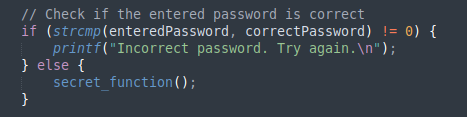 // Check if the entered password is correct
if (strcmp(enteredPassword, correctPassword) != 0) {
    printf("Incorrect password. Try again.\n");
} else {
    secret_function();
}